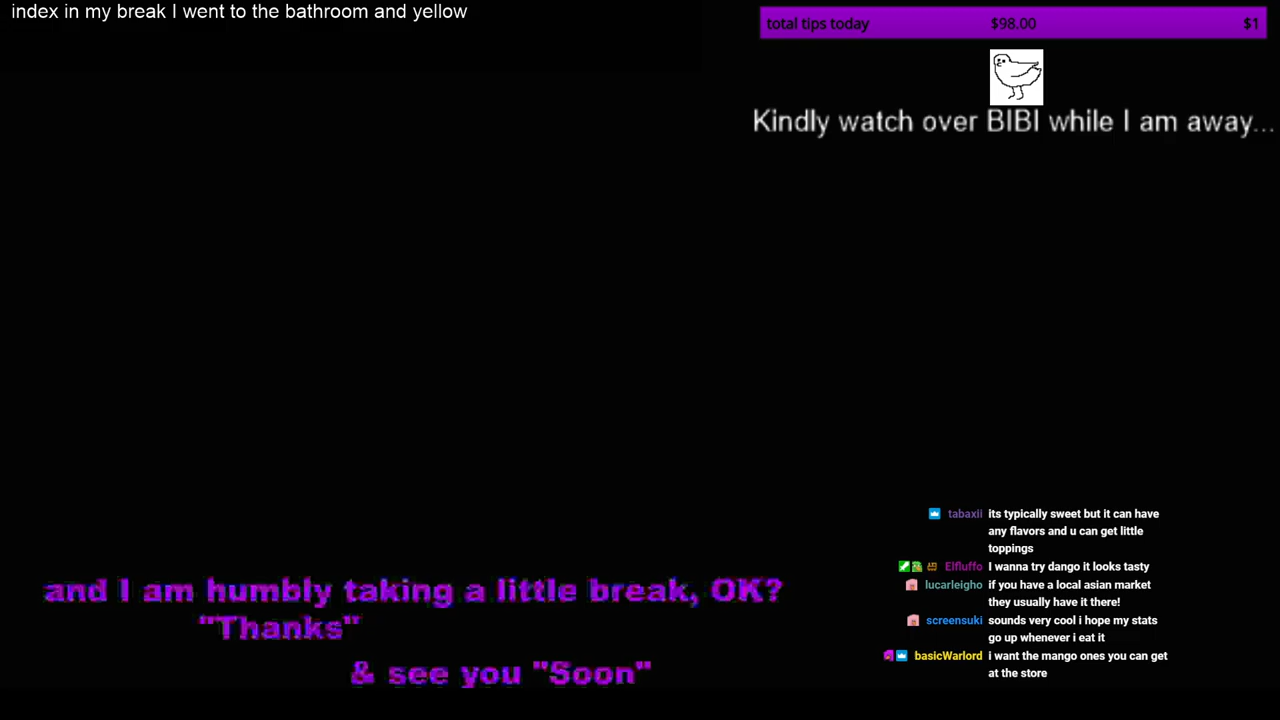 index in my break I went to the bathroom and yellow
total tips today $98.00 $1
Kindly watch over BIBI while I am away...
tabaxii its typically sweet but it can have
any flavors and u can get little
toppings
Elfluffo I wanna try dango it looks tasty
lucarleigho if you have a local asian market
they usually have it there!
screensuki sounds very cool i hope my stats
go up whenever i eat it
basicWarlord i want the mango ones you can get
at the store
and I am humbly taking a little break, OK?
"Thanks"
& see you "Soon"